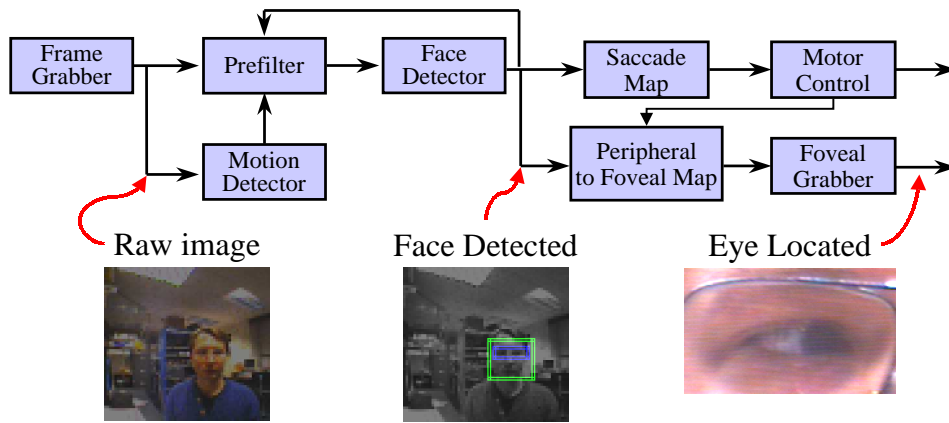 Frame
Grabber
Prefilter
Face
Detector
Saccade
Map
Motor
Control
Motion
Detector
Peripheral
to Foveal Map
Foveal
Grabber
Raw image
Face Detected
Eye Located